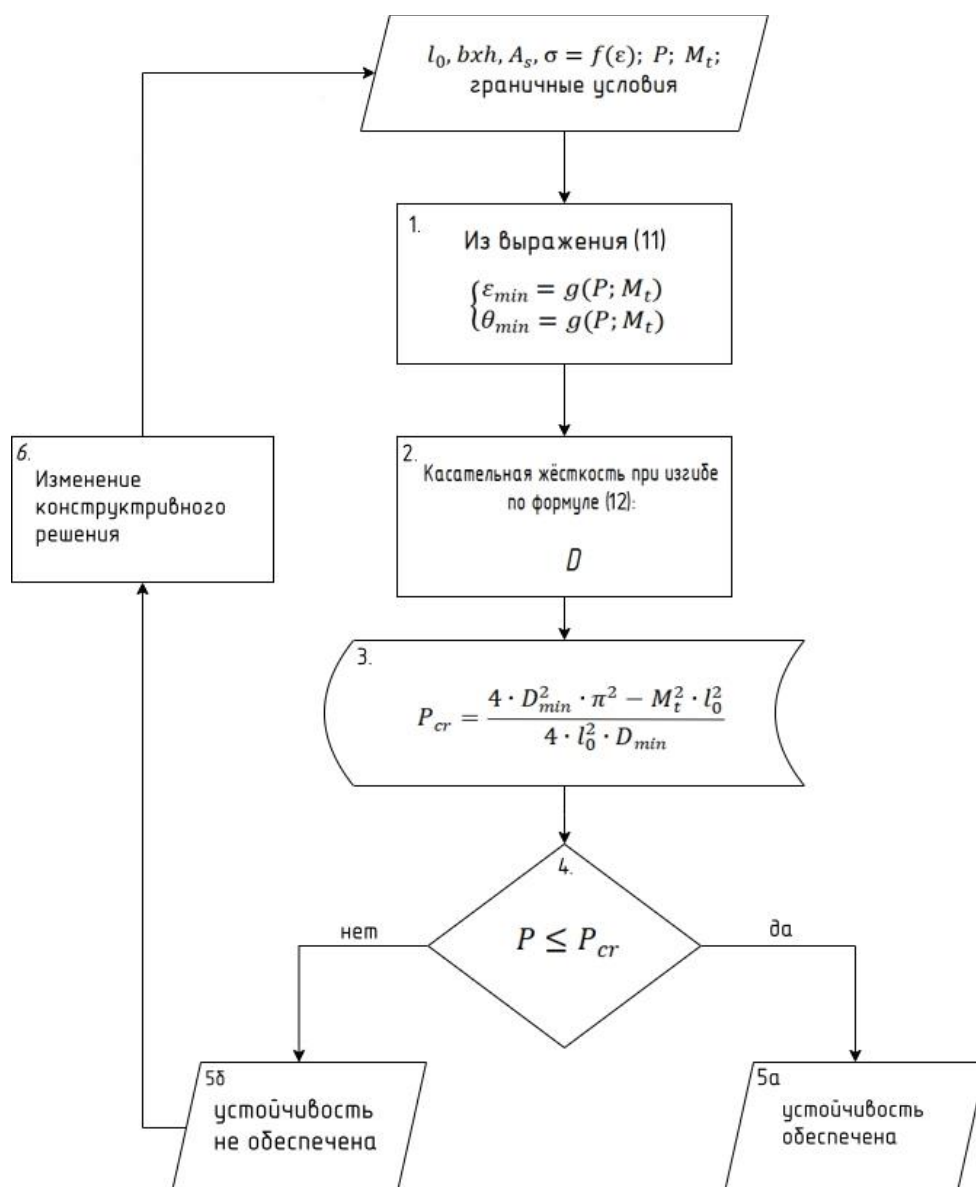 l₀, bxh, Aₛ, σ = f(ε); P; Mₜ;
граничные условия
1.
Из выражения (11)
{ε_min = g(P; Mₜ)
θ_min = g(P; Mₜ)
2.
Касательная жёсткость при изгибе
по формуле (12):
D
3.
P_cr = (4 · D²_min · π² − M²ₜ · l²₀) / (4 · l²₀ · D_min)
4.
P ≤ P_cr
нет
да
5б
устойчивость
не обеспечена
5а
устойчивость
обеспечена
6.
Изменение
конструктривного
решения